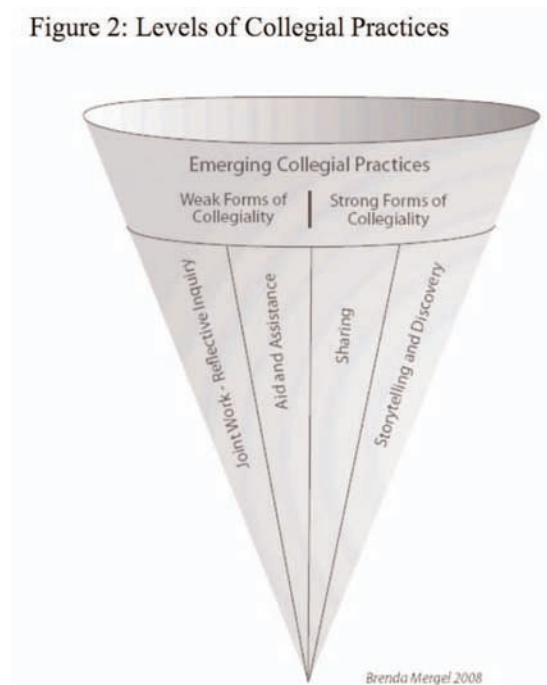 Figure 2: Levels of Collegial Practices
Emerging Collegial Practices
Weak Forms of
Collegiality
Strong Forms of
Collegiality
Joint Work - Reflective Inquiry
Aid and Assistance
Sharing
Storytelling and Discovery
Brenda Mergel 2008